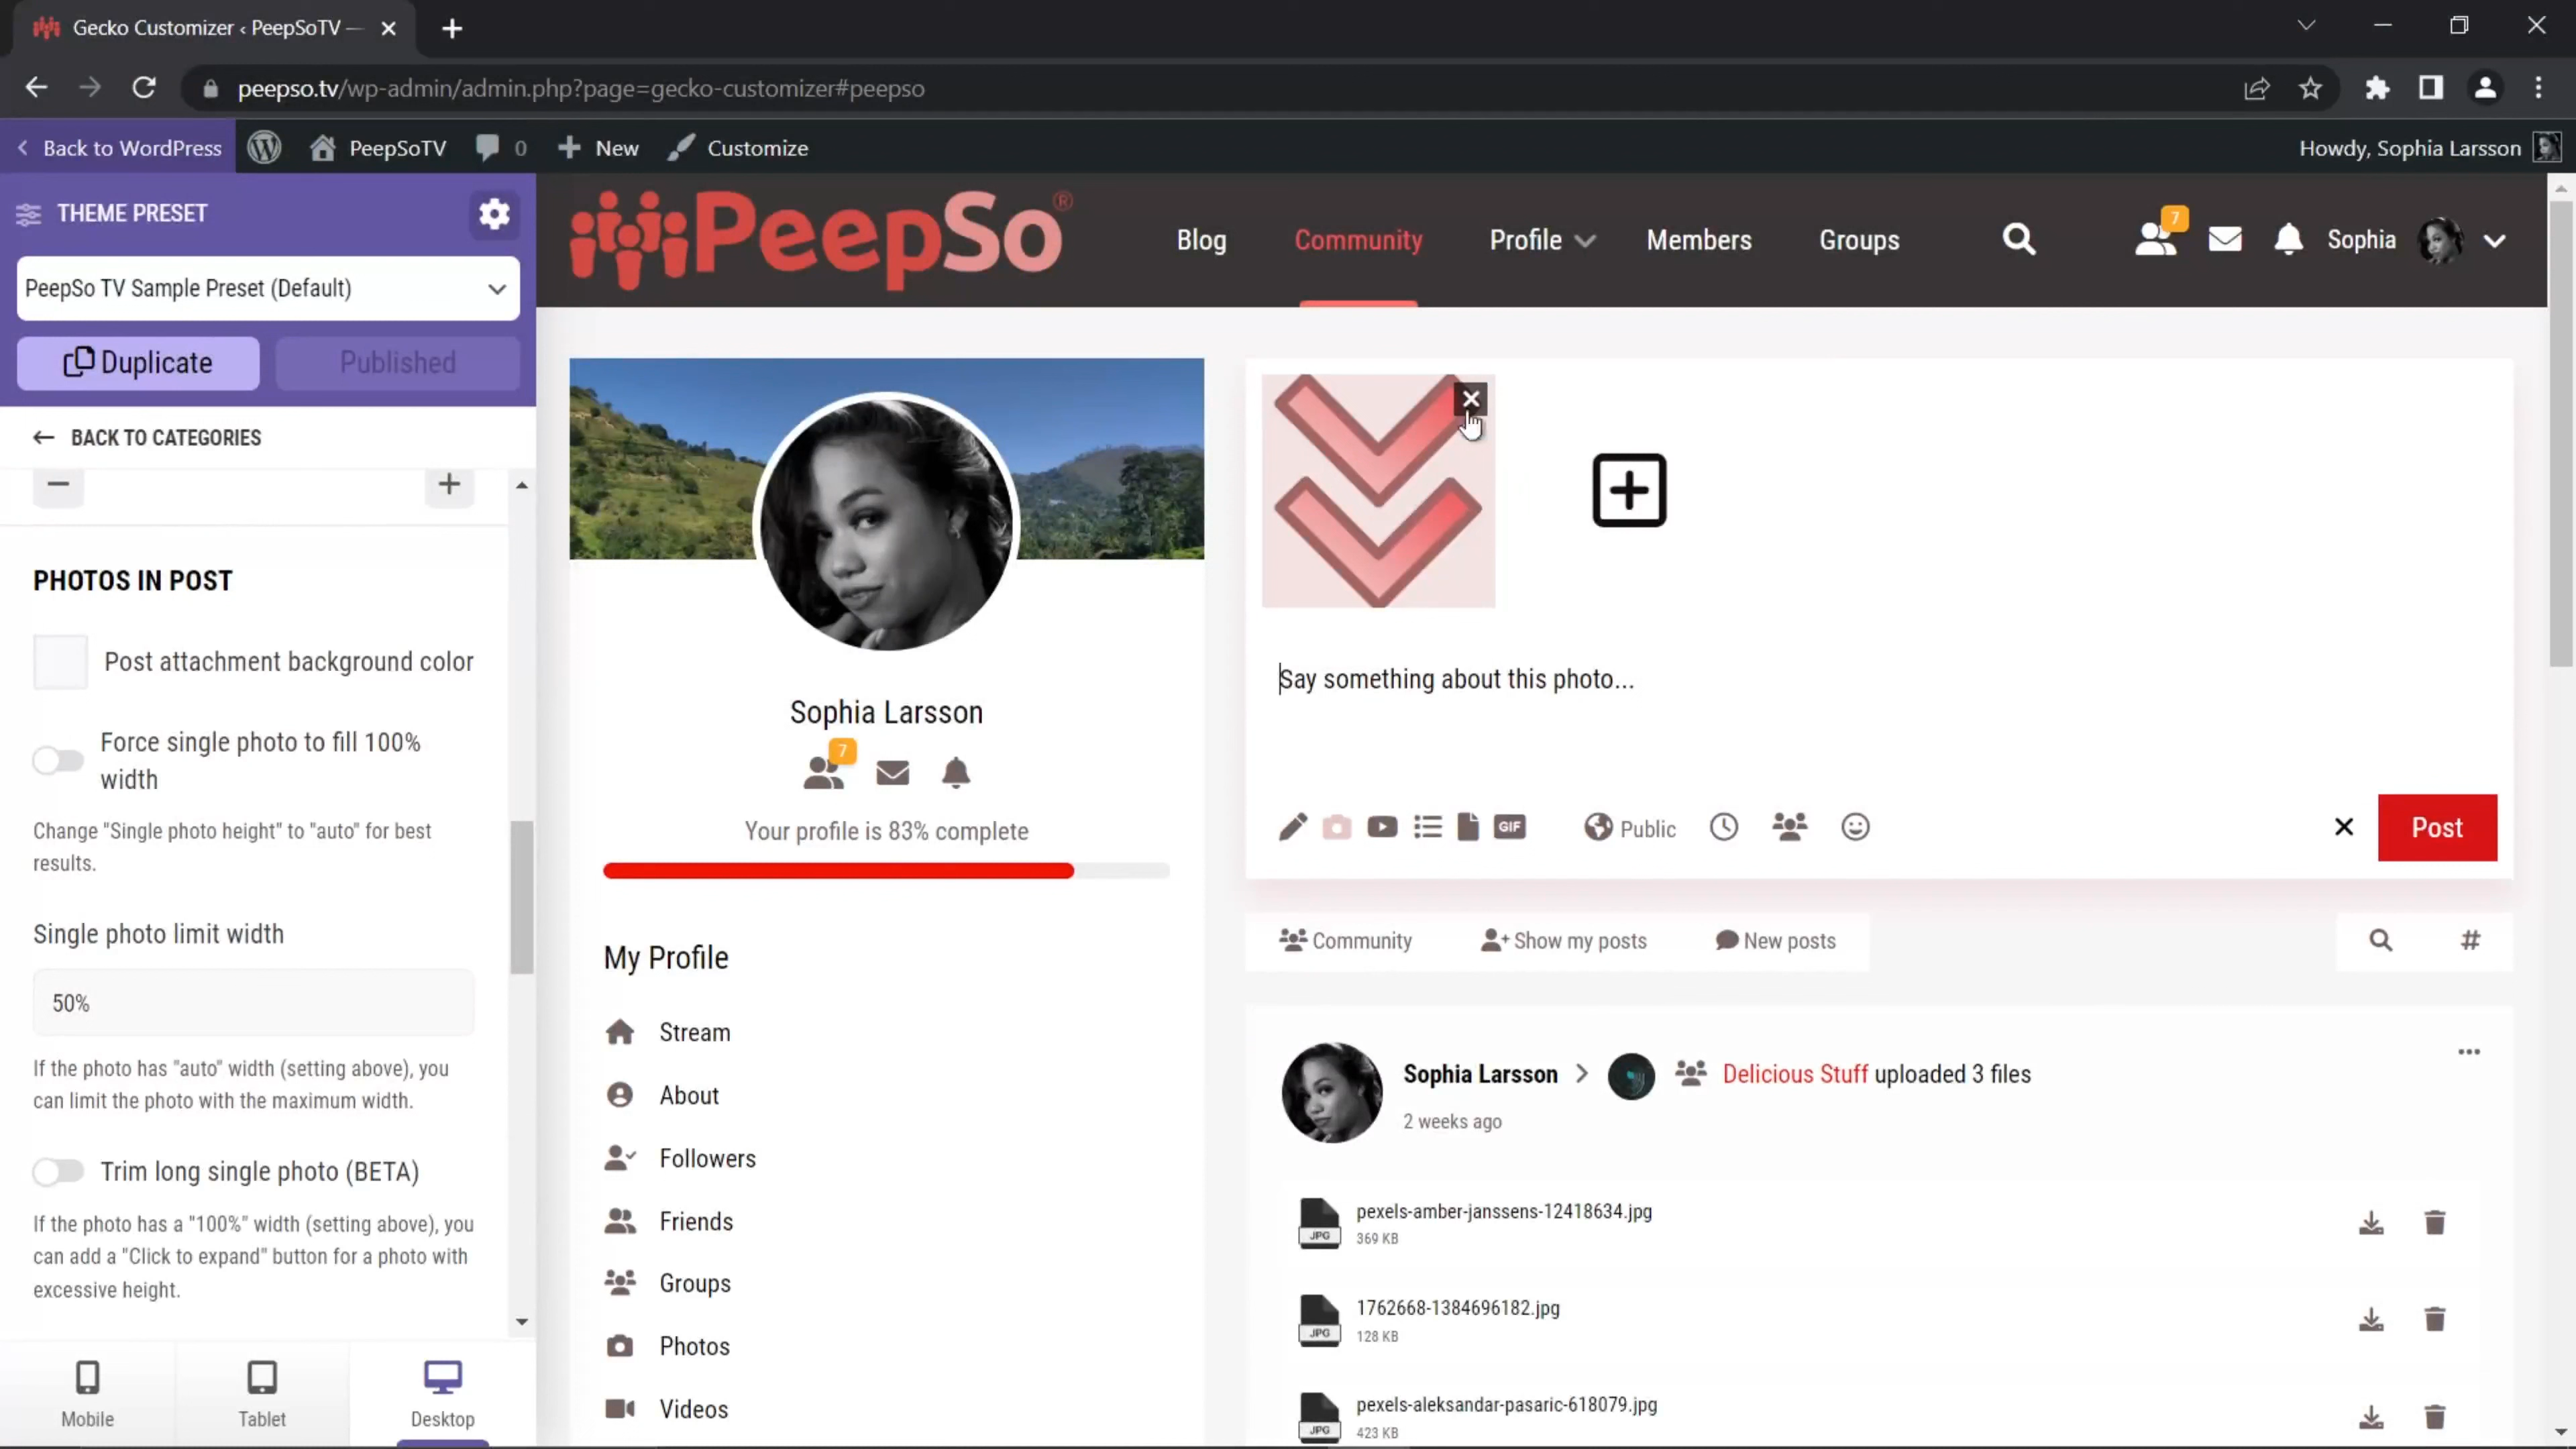 Gecko Customizer ‹ PeepSoTV —
peepso.tv/wp-admin/admin.php?page=gecko-customizer#peepso
Back to WordPress
PeepSoTV
0
New
Customize
Howdy, Sophia Larsson
THEME PRESET
PeepSo TV Sample Preset (Default)
Duplicate
Published
BACK TO CATEGORIES
PHOTOS IN POST
Post attachment background color
Force single photo to fill 100%
width
Change "Single photo height" to "auto" for best
results.
Single photo limit width
50%
If the photo has "auto" width (setting above), you
can limit the photo with the maximum width.
Trim long single photo (BETA)
If the photo has a "100%" width (setting above), you
can add a "Click to expand" button for a photo with
excessive height.
Mobile
Tablet
Desktop
PeepSo®
Blog
Community
Profile
Members
Groups
7
Sophia
Sophia Larsson
7
Your profile is 83% complete
My Profile
Stream
About
Followers
Friends
Groups
Photos
Videos
Say something about this photo...
GIF
Public
Post
Community
Show my posts
New posts
#
Sophia Larsson
Delicious Stuff uploaded 3 files
2 weeks ago
JPG
pexels-amber-janssens-12418634.jpg
369 KB
JPG
1762668-1384696182.jpg
128 KB
JPG
pexels-aleksandar-pasaric-618079.jpg
423 KB